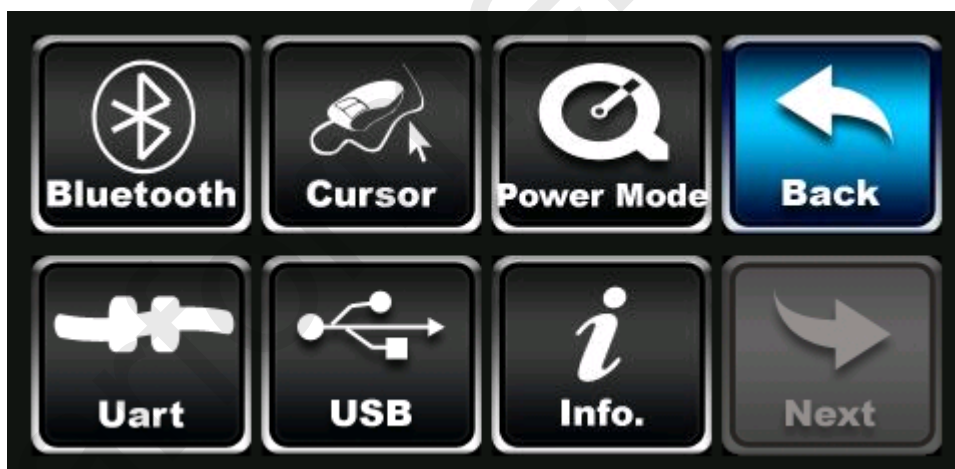 Bluetooth
Cursor
Power Mode
Back
Uart
USB
Info.
Next